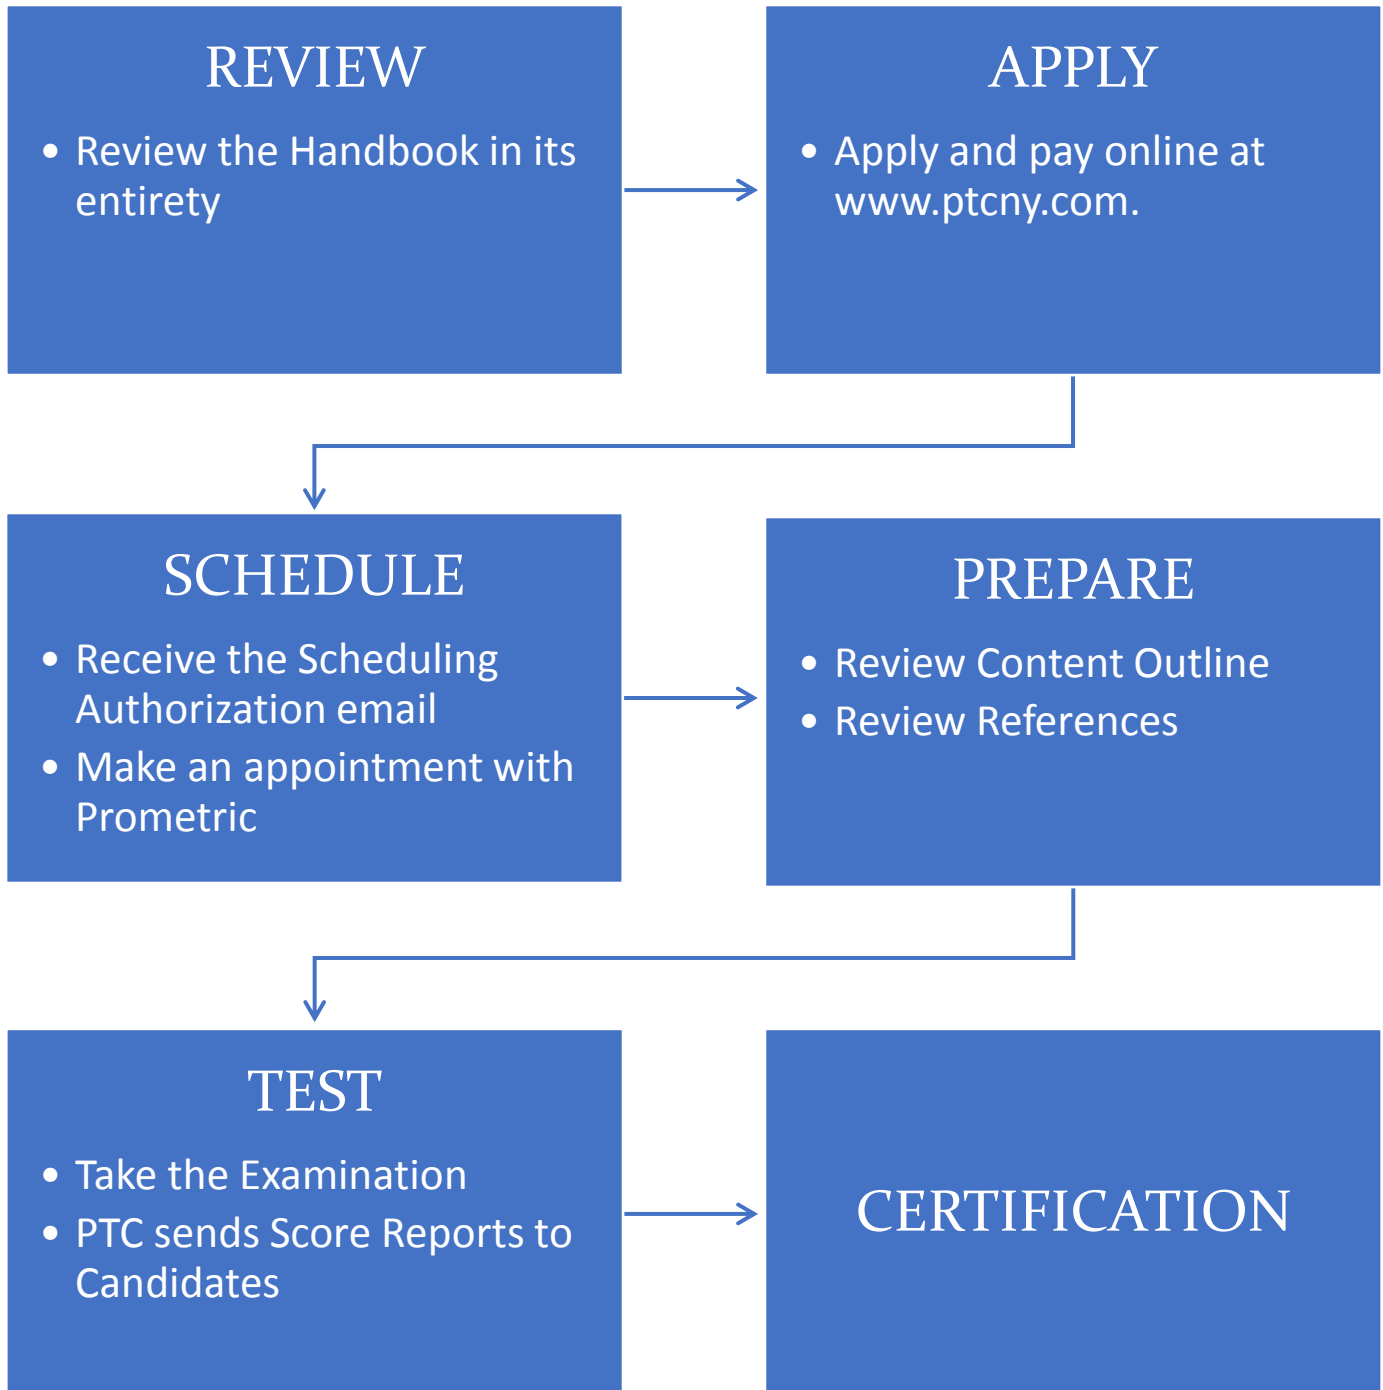 REVIEW
• Review the Handbook in its
entirety
APPLY
• Apply and pay online at
www.ptcny.com.
SCHEDULE
• Receive the Scheduling
Authorization email
• Make an appointment with
Prometric
PREPARE
• Review Content Outline
• Review References
TEST
• Take the Examination
• PTC sends Score Reports to
Candidates
CERTIFICATION